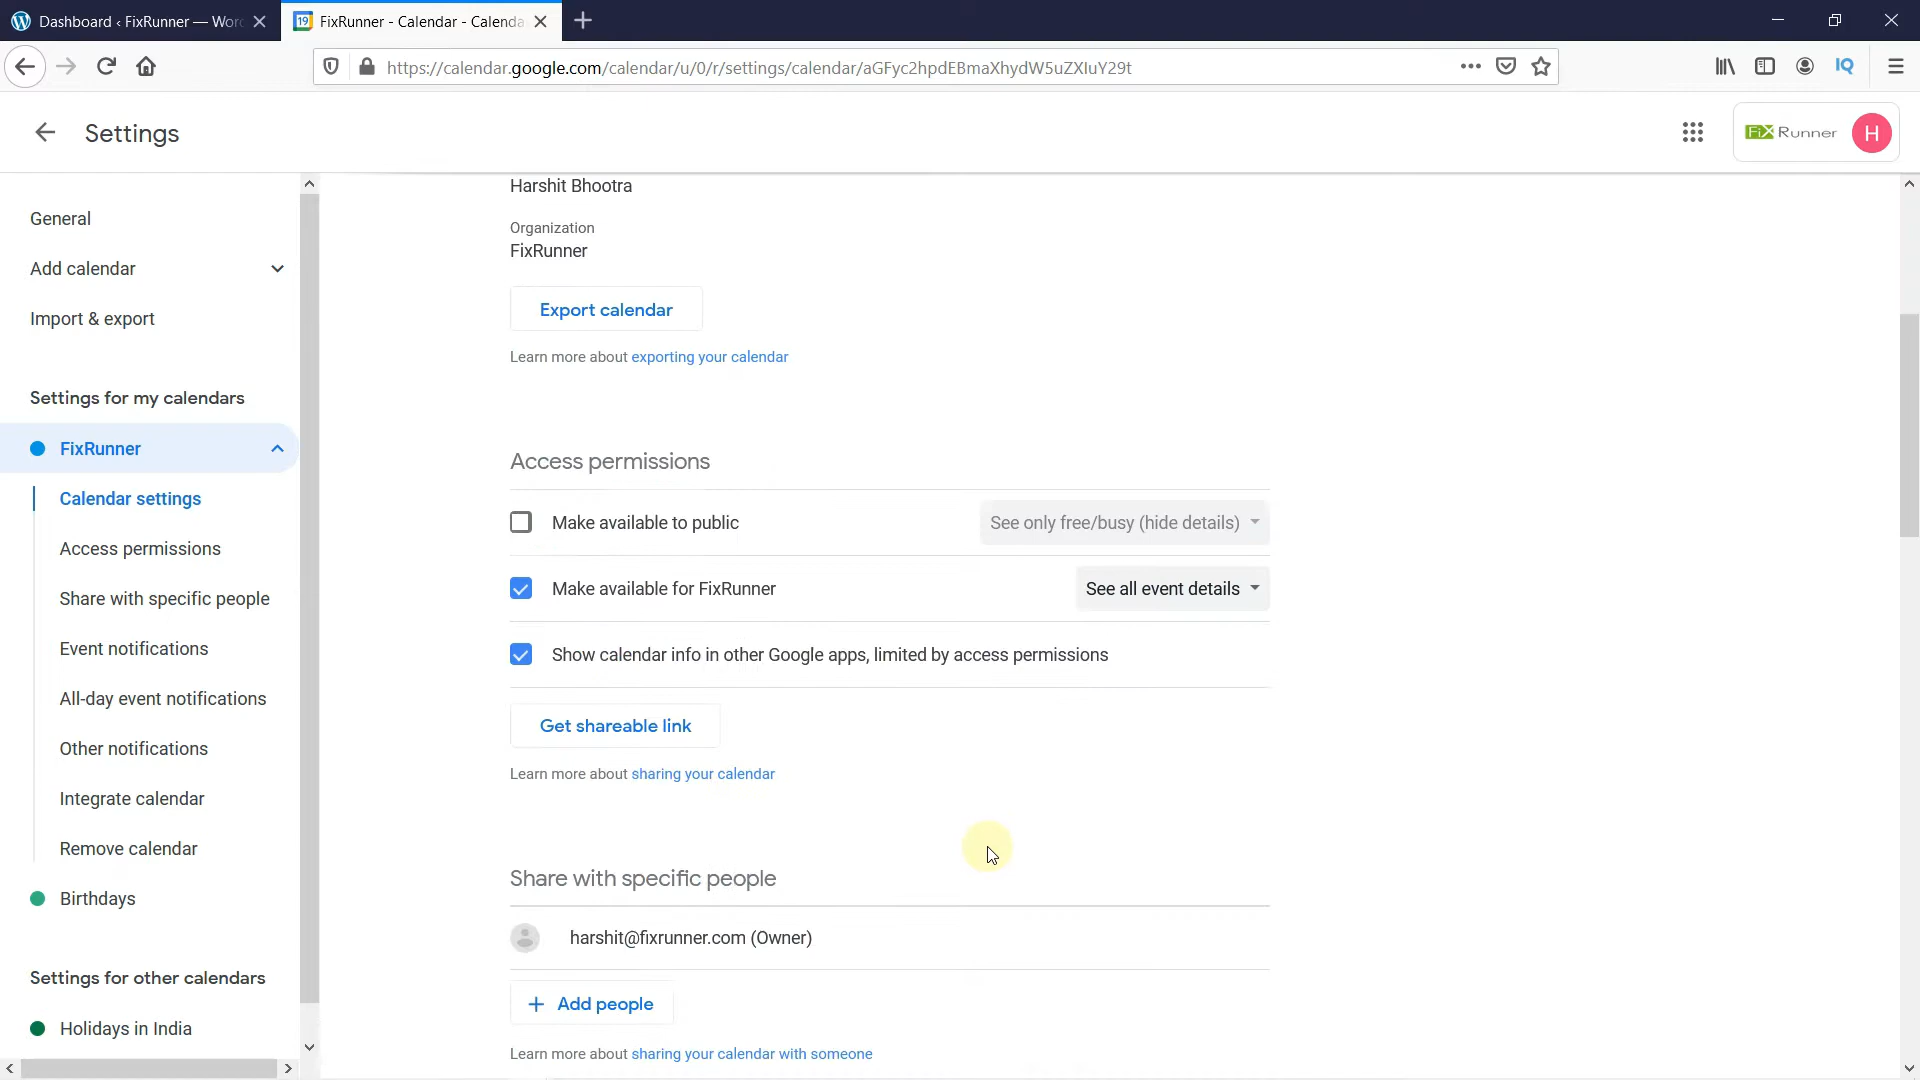 Dashboard ‹ FixRunner — Wor
19
FixRunner - Calendar - Calenda
https://calendar.google.com/calendar/u/0/r/settings/calendar/aGFyc2hpdEBmaXhydW5uZXIuY29t
IQ
Settings
FiX Runner
H
General
Add calendar
Import & export
Settings for my calendars
FixRunner
Calendar settings
Access permissions
Share with specific people
Event notifications
All-day event notifications
Other notifications
Integrate calendar
Remove calendar
Birthdays
Settings for other calendars
Holidays in India
Harshit Bhootra
Organization
FixRunner
Export calendar
Learn more about exporting your calendar
Access permissions
Make available to public
See only free/busy (hide details)
Make available for FixRunner
See all event details
Show calendar info in other Google apps, limited by access permissions
Get shareable link
Learn more about sharing your calendar
Share with specific people
harshit@fixrunner.com (Owner)
Add people
Learn more about sharing your calendar with someone